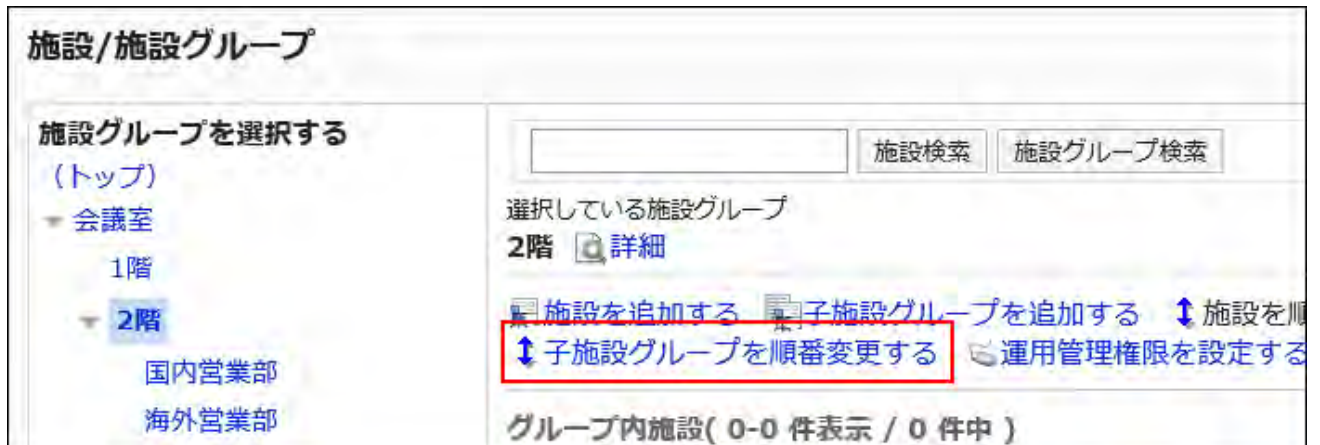 施設/施設グループ
施設グループを選択する
(トップ)
会議室
1階
2階
国内営業部
海外営業部
施設検索 施設グループ検索
選択している施設グループ
2階 詳細
施設を追加する 子施設グループを追加する 施設を順
子施設グループを順番変更する 運用管理権限を設定する
グループ内施設( 0-0 件表示 / 0 件中 )